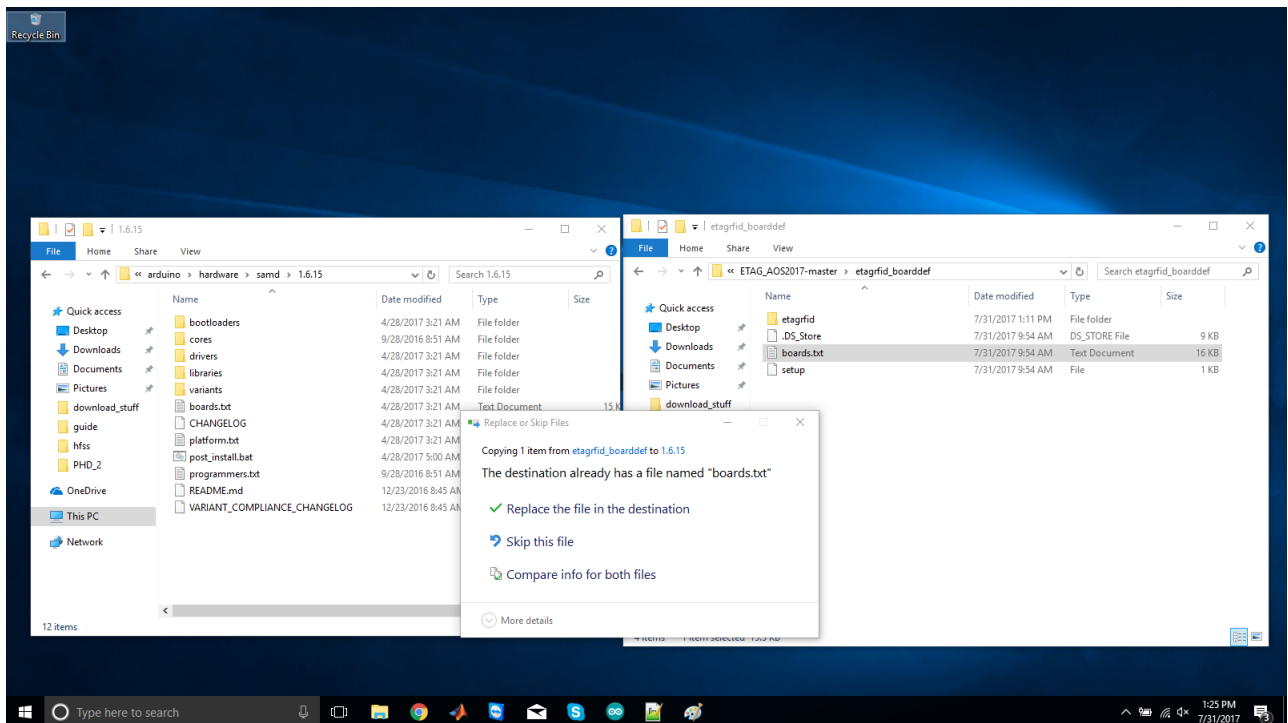 Recycle Bin
1.6.15
File Home Share View
« arduino › hardware › samd › 1.6.15
Search 1.6.15
Name Date modified Type Size
Quick access
Desktop
Downloads
Documents
Pictures
download_stuff
guide
hfss
PHD_2
OneDrive
This PC
Network
bootloaders 4/28/2017 3:21 AM File folder
cores 9/28/2016 8:51 AM File folder
drivers 4/28/2017 3:21 AM File folder
libraries 4/28/2017 3:21 AM File folder
variants 4/28/2017 3:21 AM File folder
boards.txt 4/28/2017 3:21 AM Text Document 15 K
CHANGELOG 4/28/2017 3:21 AM
platform.txt 4/28/2017 3:21 AM
post_install.bat 4/28/2017 5:00 AM
programmers.txt 9/28/2016 8:51 AM
README.md 12/23/2016 8:45 AM
VARIANT_COMPLIANCE_CHANGELOG 12/23/2016 8:45 AM
12 items
etagrfid_boarddef
File Home Share View
« ETAG_AOS2017-master › etagrfid_boarddef
Search etagrfid_boarddef
Name Date modified Type Size
Quick access
Desktop
Downloads
Documents
Pictures
download_stuff
etagrfid 7/31/2017 1:11 PM File folder
.DS_Store 7/31/2017 9:54 AM DS_STORE File 9 KB
boards.txt 7/31/2017 9:54 AM Text Document 16 KB
setup 7/31/2017 9:54 AM File 1 KB
4 items 1 item selected 15.5 KB
Replace or Skip Files
Copying 1 item from etagrfid_boarddef to 1.6.15
The destination already has a file named "boards.txt"
Replace the file in the destination
Skip this file
Compare info for both files
More details
Type here to search
1:25 PM
7/31/2017